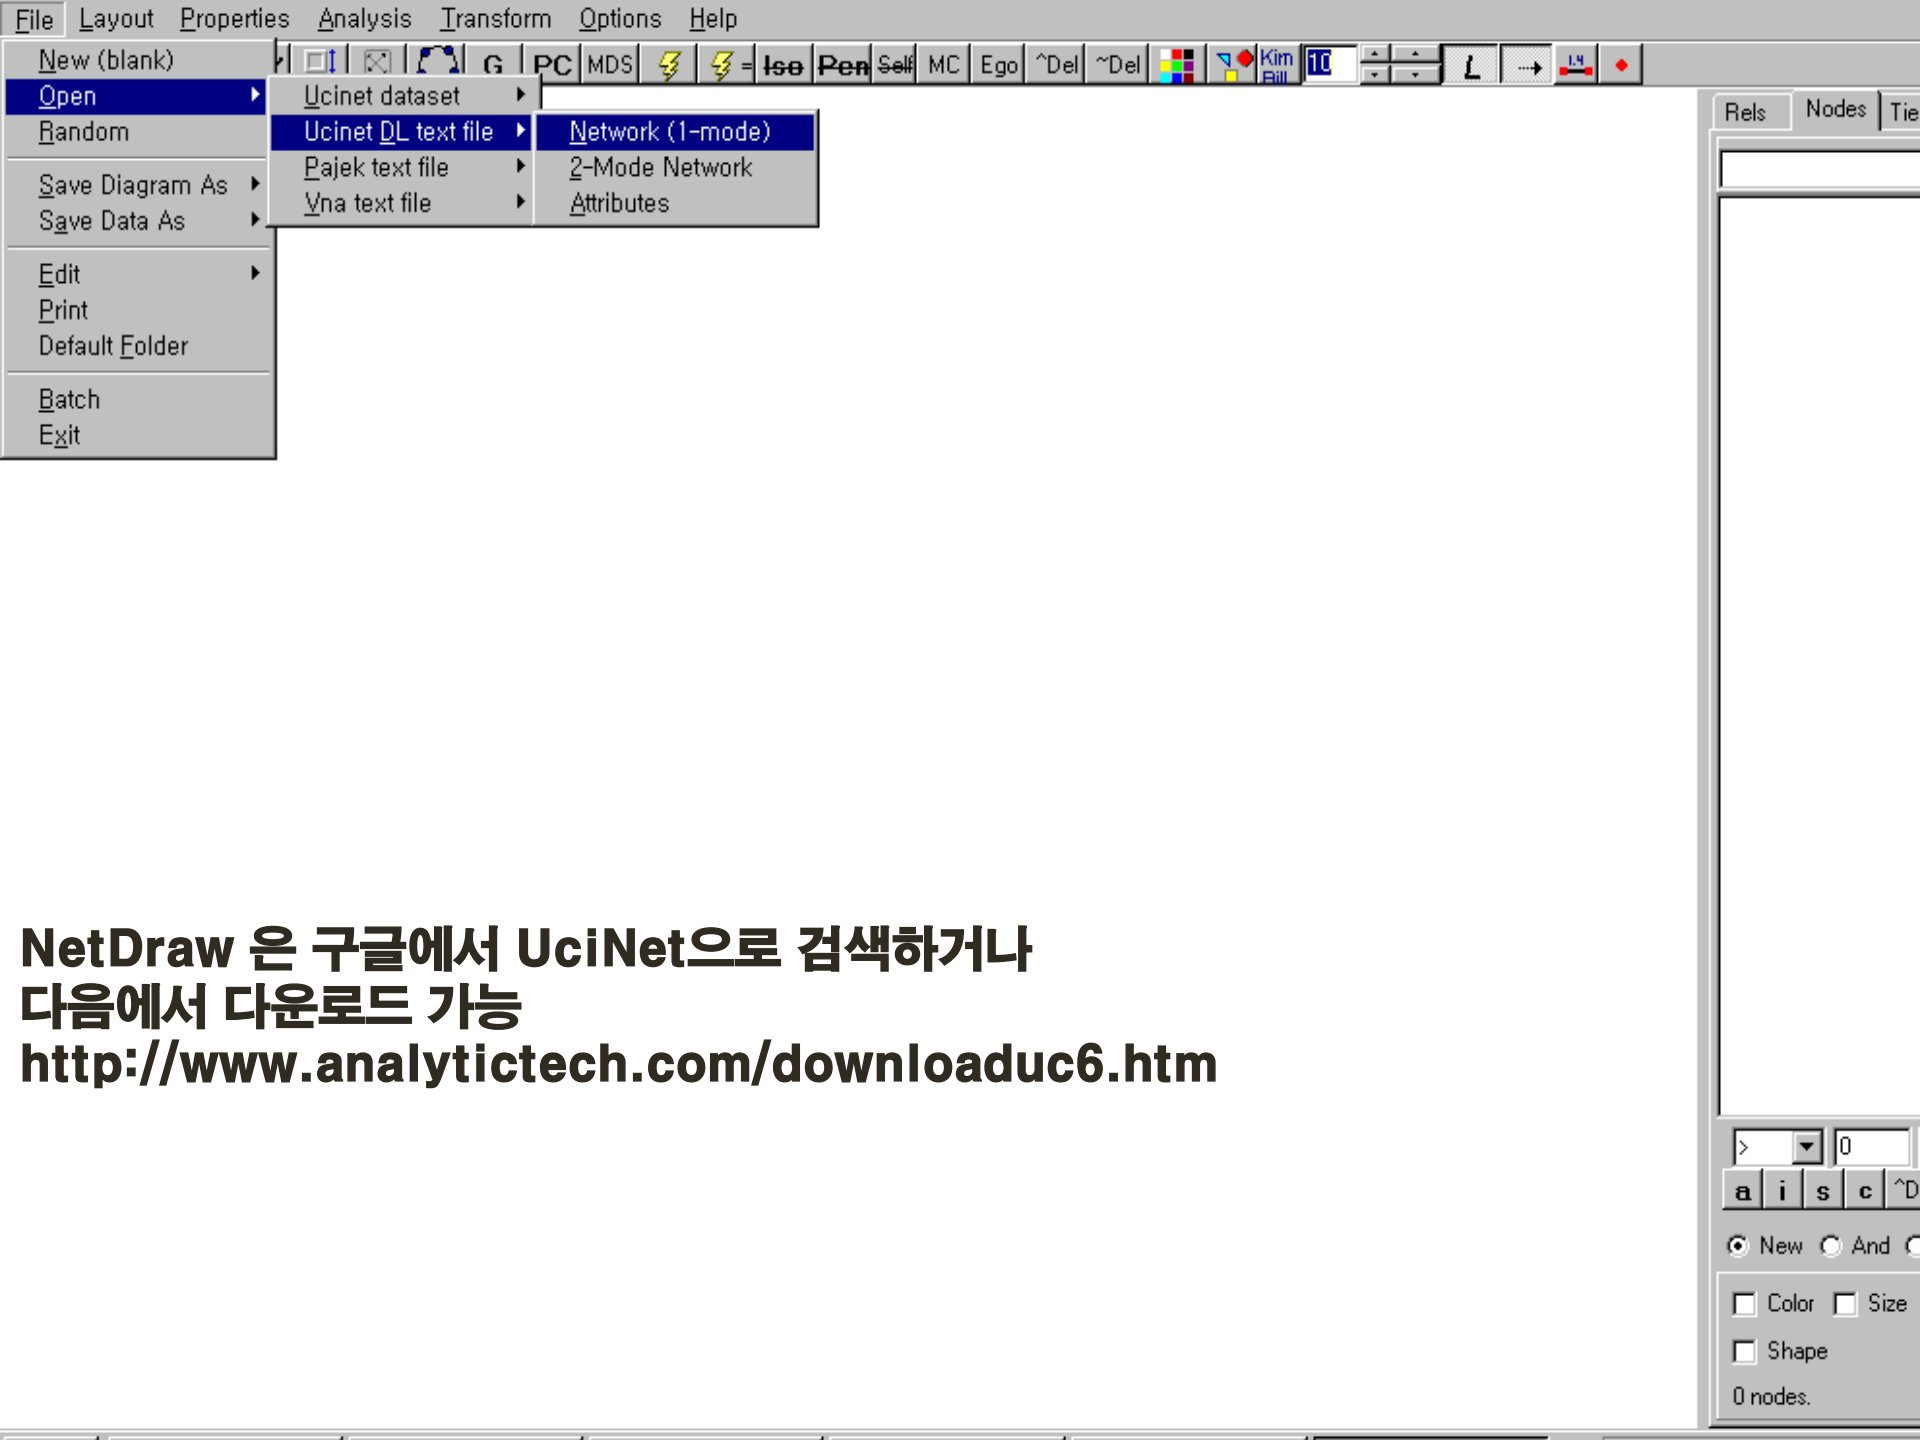 File Layout Properties Analysis Transform Options Help
New (blank)
Open
Random
Save Diagram As
Save Data As
Edit
Print
Default Folder
Batch
Exit
Ucinet dataset
Ucinet DL text file
Pajek text file
Vna text file
Network (1-mode)
2-Mode Network
Attributes
G PC MDS = Iso Pen Self MC Ego ^Del ~Del Kim Bill 10 L 1.4
Rels Nodes Tie
NetDraw 은 구글에서 UciNet으로 검색하거나
다음에서 다운로드 가능
http://www.analytictech.com/downloaduc6.htm
> 0
a i s c ^D
New And
Color Size
Shape
0 nodes.